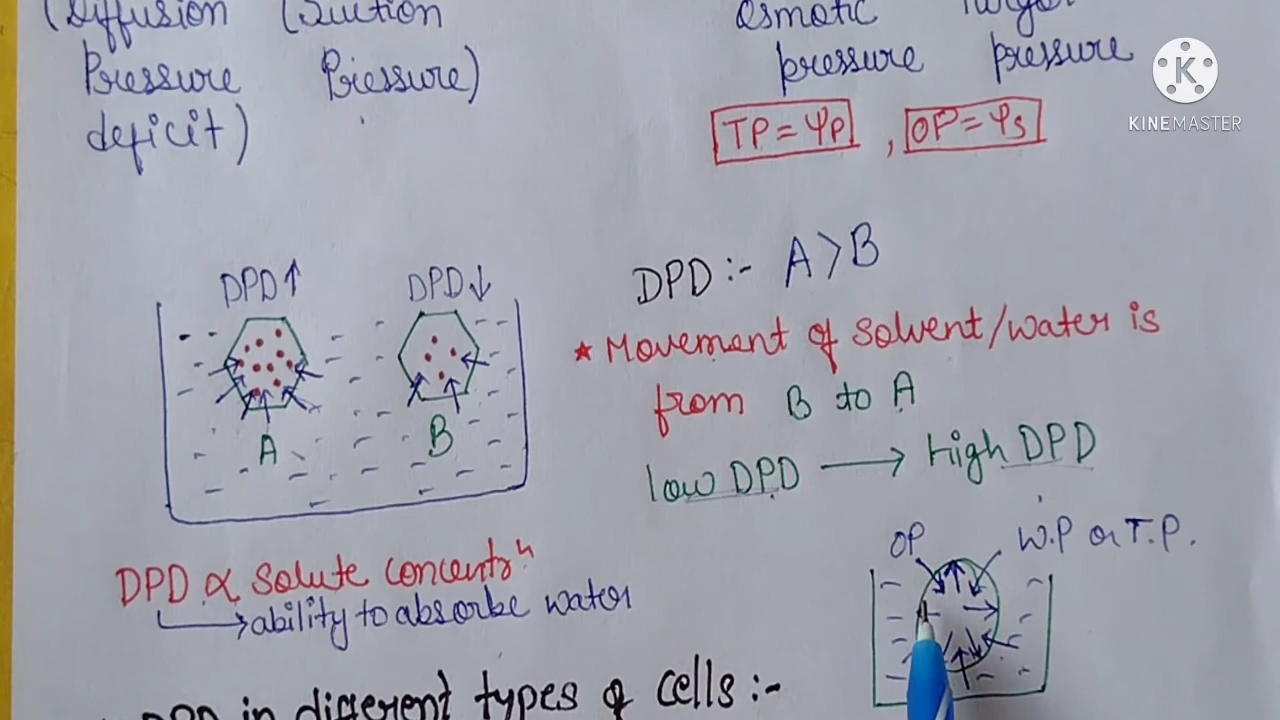 (Diffusion (Suction
Pressure Pressure)
deficit)
Osmotic Turgor
pressure pressure
TP = ΨP , OP = Ψs
KINEMASTER
DPD↑ DPD↓
A B
DPD :- A > B
★ Movement of solvent/water is
from B to A
low DPD ⟶ high DPD
DPD ∝ solute concentrⁿ
→ ability to absorbe water
OP W.P or T.P.
DPD in different types of cells :-